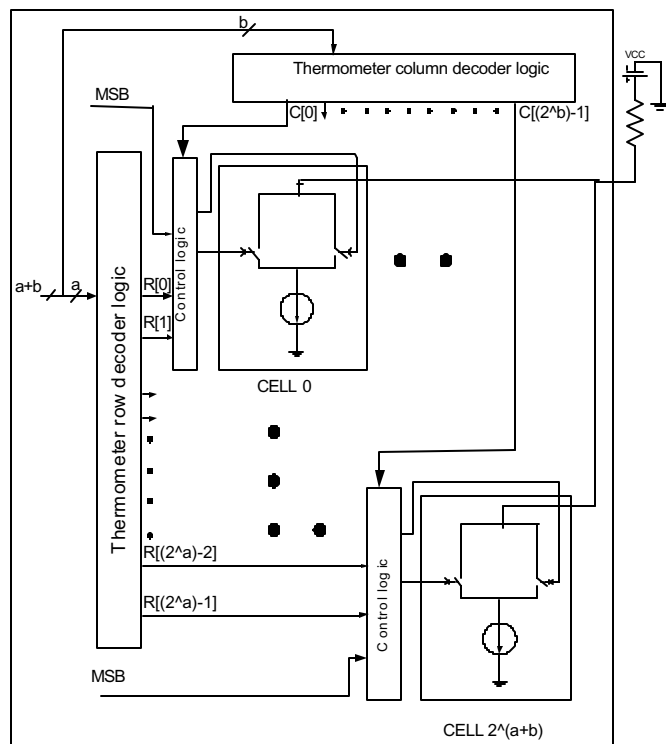 b
Thermometer column decoder logic
VCC
MSB
C[0]
C[(2^b)-1]
Control logic
a+b
a
R[0]
R[1]
Thermometer row decoder logic
CELL 0
R[(2^a)-2]
R[(2^a)-1]
Control logic
MSB
CELL 2^(a+b)